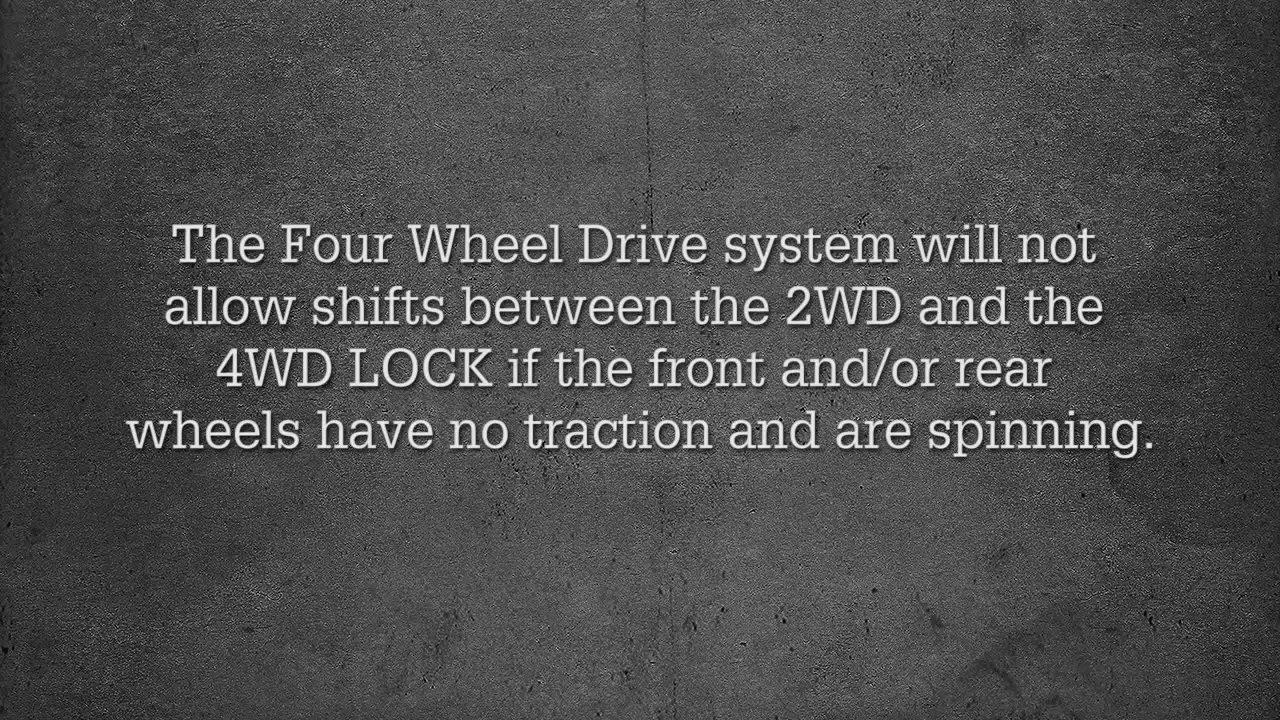 The Four Wheel Drive system will not
allow shifts between the 2WD and the
4WD LOCK if the front and/or rear
wheels have no traction and are spinning.